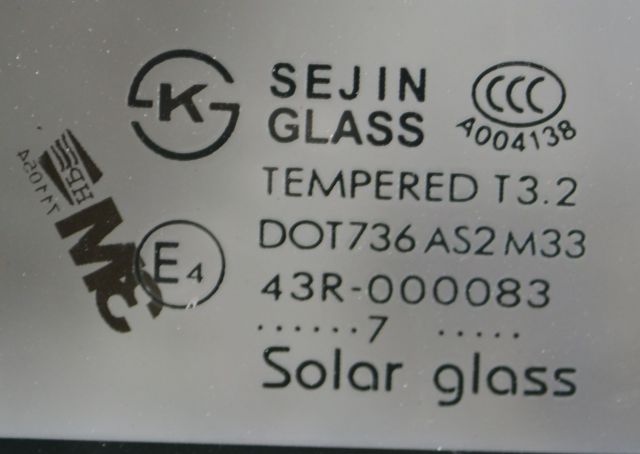 K
SEJIN
GLASS
CCC
A004138
TEMPERED T3.2
DOT736 AS2 M33
E4
43R-000083
......7 .....
Solar glass